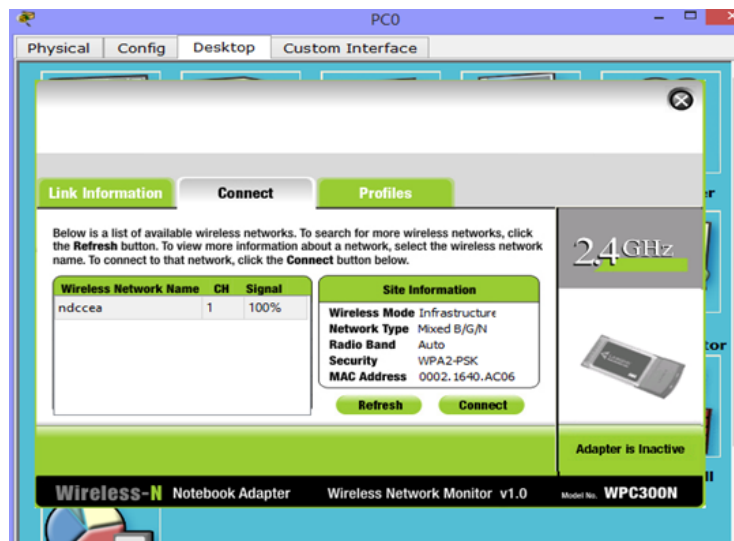 PC0
Physical Config Desktop Custom Interface
Link Information Connect Profiles
Below is a list of available wireless networks. To search for more wireless networks, click
the Refresh button. To view more information about a network, select the wireless network
name. To connect to that network, click the Connect button below.
2.4GHz
Wireless Network Name CH Signal
ndccea 1 100%
Site Information
Wireless Mode Infrastructure
Network Type Mixed B/G/N
Radio Band Auto
Security WPA2-PSK
MAC Address 0002.1640.AC06
Refresh Connect
Adapter is Inactive
Wireless-N Notebook Adapter Wireless Network Monitor v1.0 Model No. WPC300N